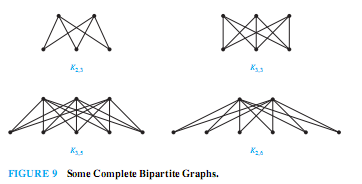 K2,3 K3,3
K3,5 K2,6
FIGURE 9 Some Complete Bipartite Graphs.